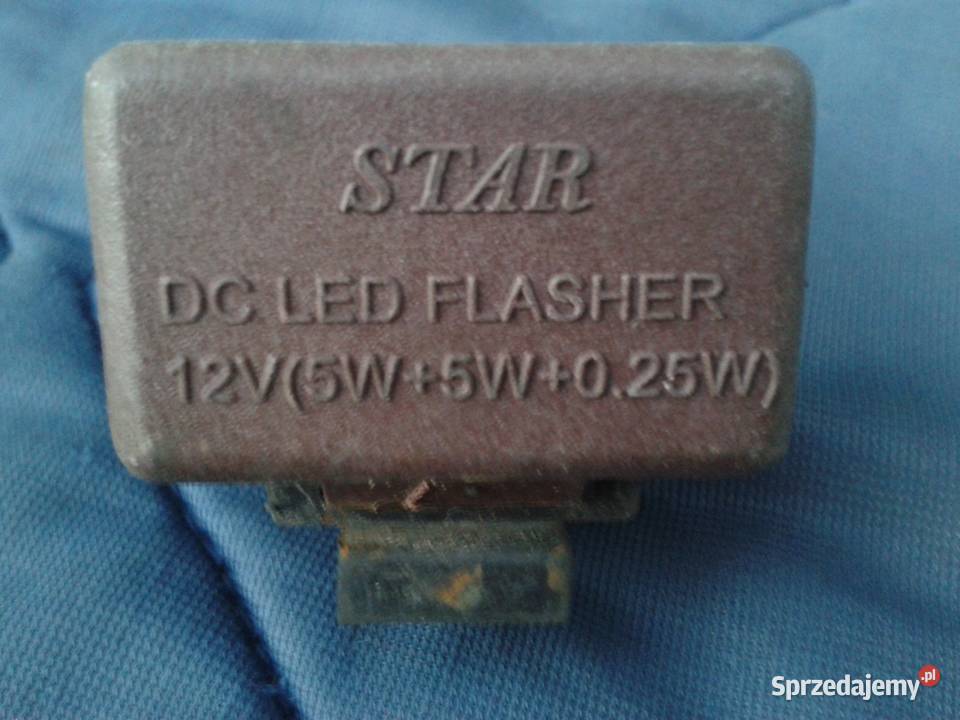 STAR
DC LED FLASHER
12V(5W+5W+0.25W)
Sprzedajemy.pl